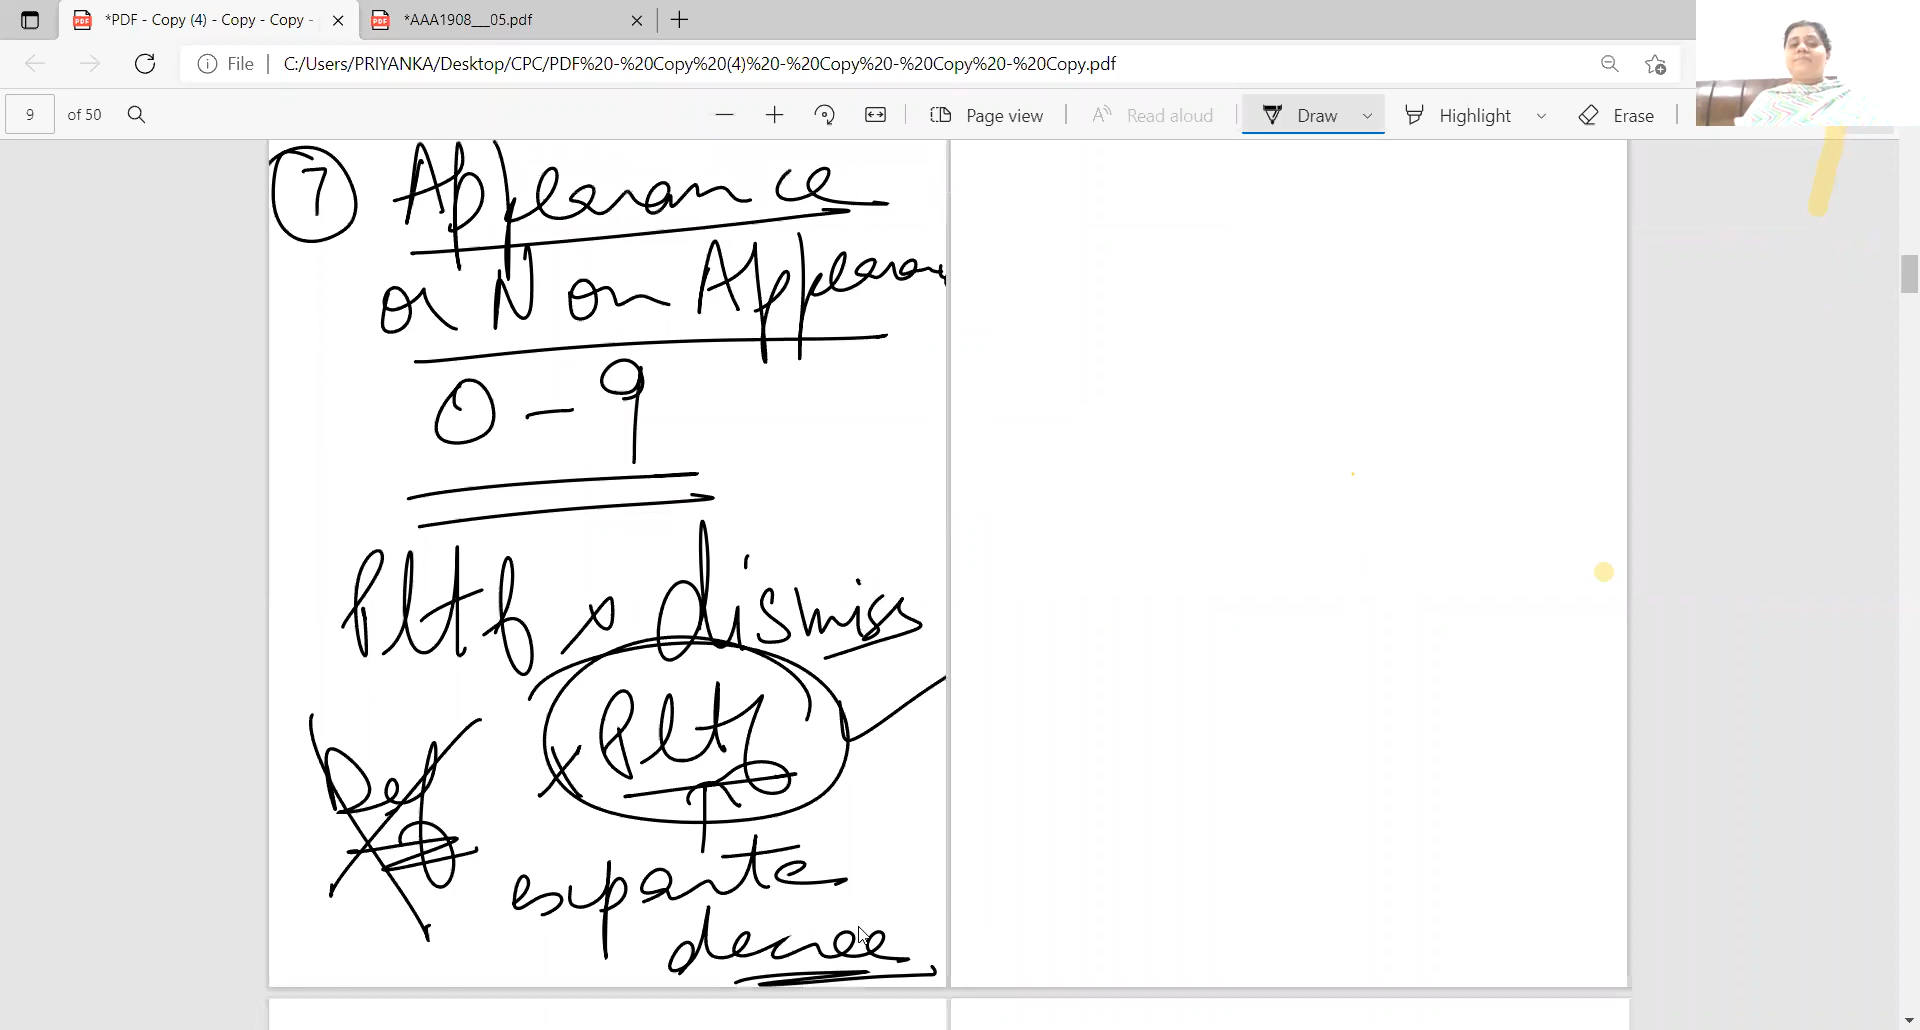 *PDF - Copy (4) - Copy - Copy -
*AAA1908___05.pdf
File
C:/Users/PRIYANKA/Desktop/CPC/PDF%20-%20Copy%20(4)%20-%20Copy%20-%20Copy%20-%20Copy.pdf
9 of 50
Page view
Read aloud
Draw
Highlight
Erase
7 Appearance
or Non Appearan
O - 9
Pltf x dismiss
x Pltf
Def
exparte
decree